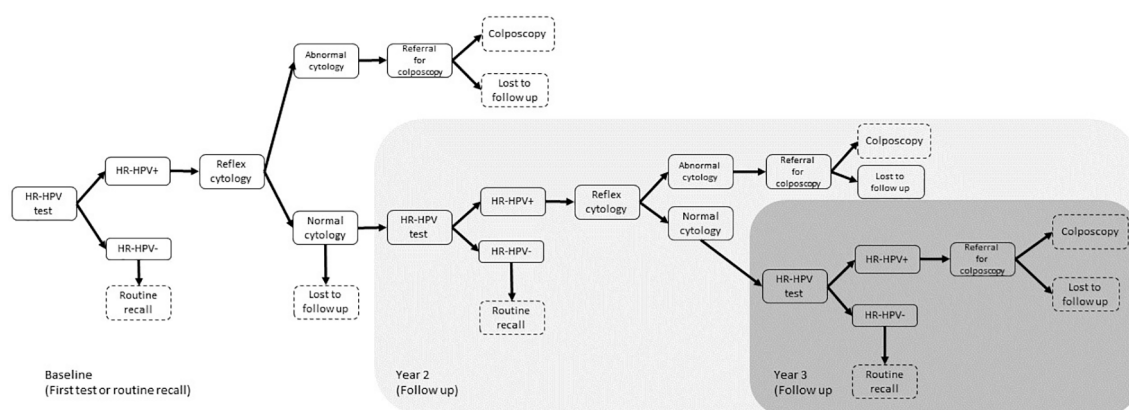 HR-HPV
test
HR-HPV+
HR-HPV-
Routine
recall
Reflex
cytology
Abnormal
cytology
Referral
for
colposcopy
Colposcopy
Lost to
follow up
Normal
cytology
Lost to
follow up
Baseline
(First test or routine recall)
HR-HPV
test
HR-HPV+
HR-HPV-
Routine
recall
Reflex
cytology
Abnormal
cytology
Referral
for
colposcopy
Colposcopy
Lost to
follow up
Normal
cytology
Year 2
(Follow up)
HR-HPV
test
HR-HPV+
HR-HPV-
Routine
recall
Referral
for
colposcopy
Colposcopy
Lost to
follow up
Year 3
(Follow up